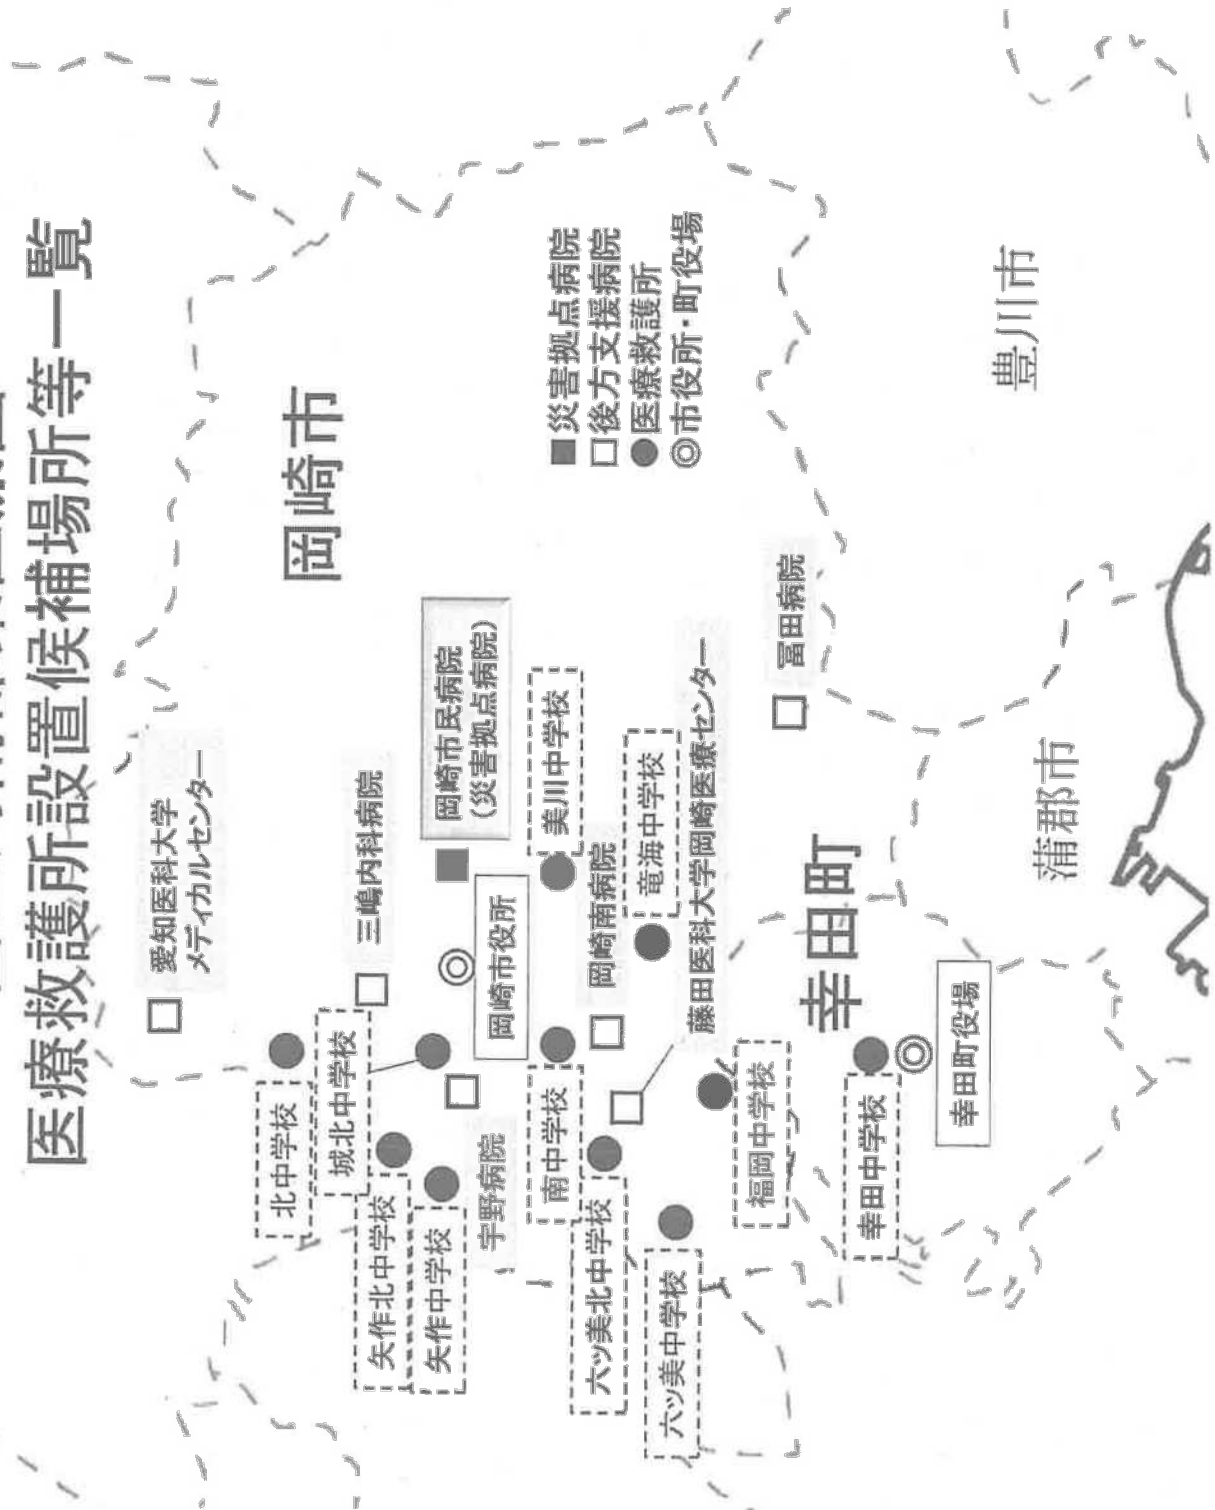 医療救護所設置候補場所等一覧
愛知医科大学
メディカルセンター
岡崎市
北中学校
城北中学校
三嶋内科病院
矢作北中学校
矢作中学校
岡崎市民病院
(災害拠点病院)
岡崎市役所
宇野病院
南中学校
美川中学校
■災害拠点病院
□後方支援病院
●医療救護所
◎市役所・町役場
六ツ美北中学校
岡崎南病院
竜海中学校
六ツ美中学校
藤田医科大学岡崎医療センター
福岡中学校
冨田病院
幸田町
幸田中学校
幸田町役場
豊川市
蒲郡市